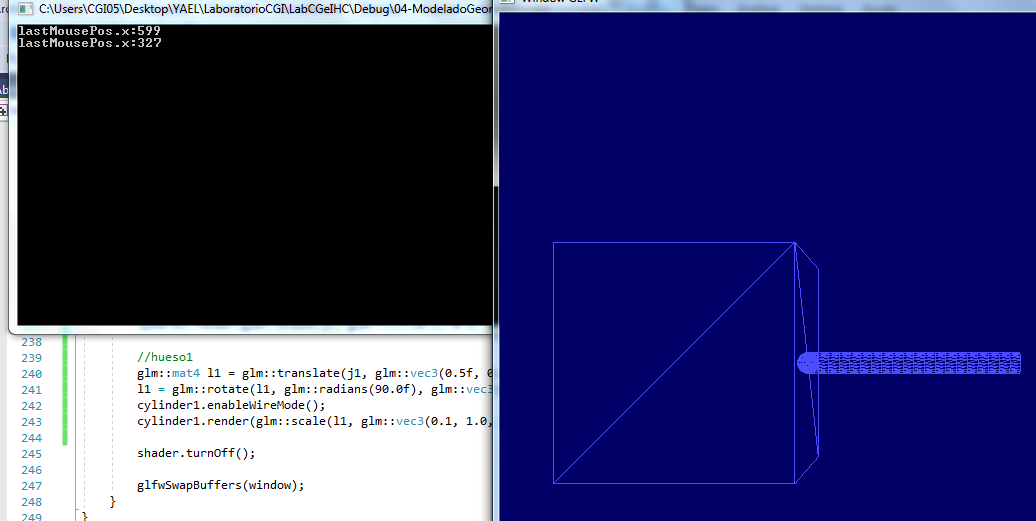 C:\Users\CGI05\Desktop\YAEL\LaboratorioCGI\LabCGeIHC\Debug\04-ModeladoGeor
lastMousePos.x:599
lastMousePos.x:327
238
239 //hueso1
240 glm::mat4 l1 = glm::translate(j1, glm::vec3(0.5f, 0
241 l1 = glm::rotate(l1, glm::radians(90.0f), glm::vec3
242 cylinder1.enableWireMode();
243 cylinder1.render(glm::scale(l1, glm::vec3(0.1, 1.0,
244
245 shader.turnOff();
246
247 glfwSwapBuffers(window);
248 }
249 }